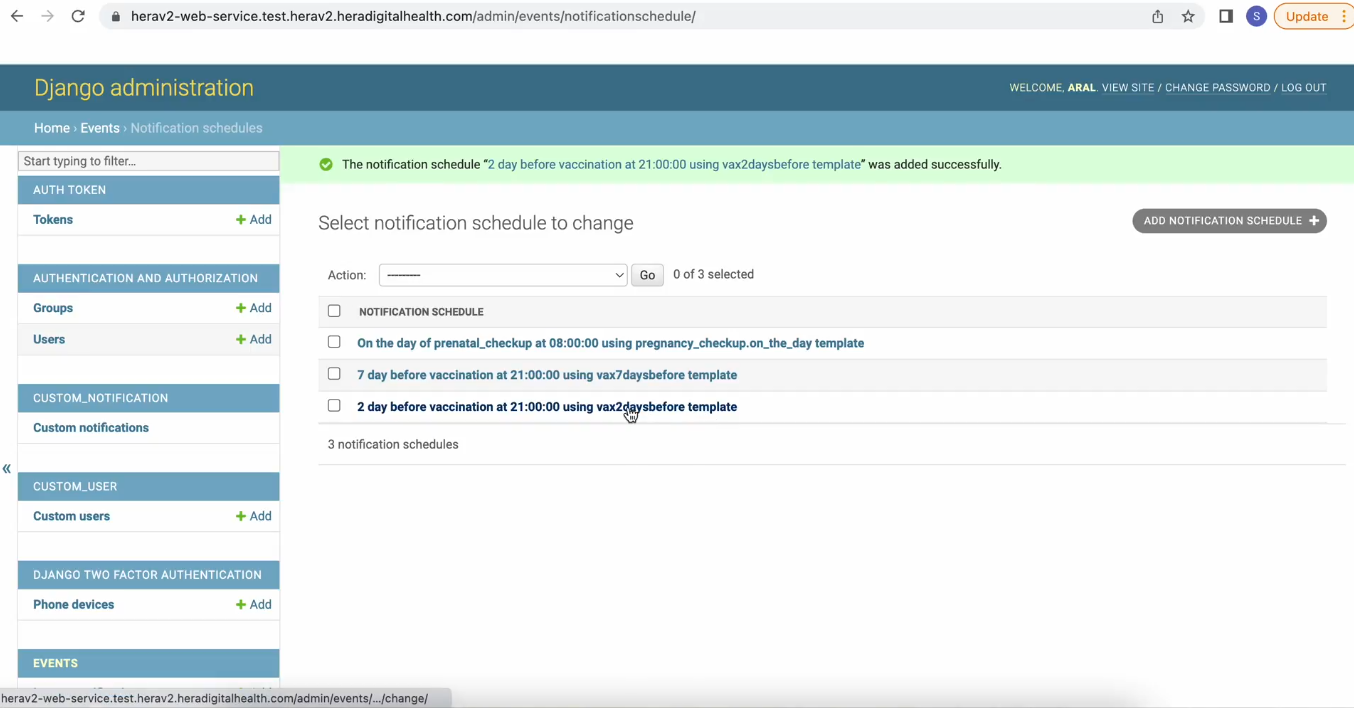 herav2-web-service.test.herav2.heradigitalhealth.com/admin/events/notificationschedule/
S
Update
Django administration
WELCOME, ARAL. VIEW SITE / CHANGE PASSWORD / LOG OUT
Home › Events › Notification schedules
Start typing to filter...
The notification schedule “2 day before vaccination at 21:00:00 using vax2daysbefore template” was added successfully.
AUTH TOKEN
Tokens + Add
Select notification schedule to change
ADD NOTIFICATION SCHEDULE +
Action: --------- Go 0 of 3 selected
AUTHENTICATION AND AUTHORIZATION
Groups + Add
Users + Add
NOTIFICATION SCHEDULE
On the day of prenatal_checkup at 08:00:00 using pregnancy_checkup.on_the_day template
7 day before vaccination at 21:00:00 using vax7daysbefore template
2 day before vaccination at 21:00:00 using vax2daysbefore template
3 notification schedules
CUSTOM_NOTIFICATION
Custom notifications
«
CUSTOM_USER
Custom users + Add
DJANGO TWO FACTOR AUTHENTICATION
Phone devices + Add
EVENTS
herav2-web-service.test.herav2.heradigitalhealth.com/admin/events/.../change/